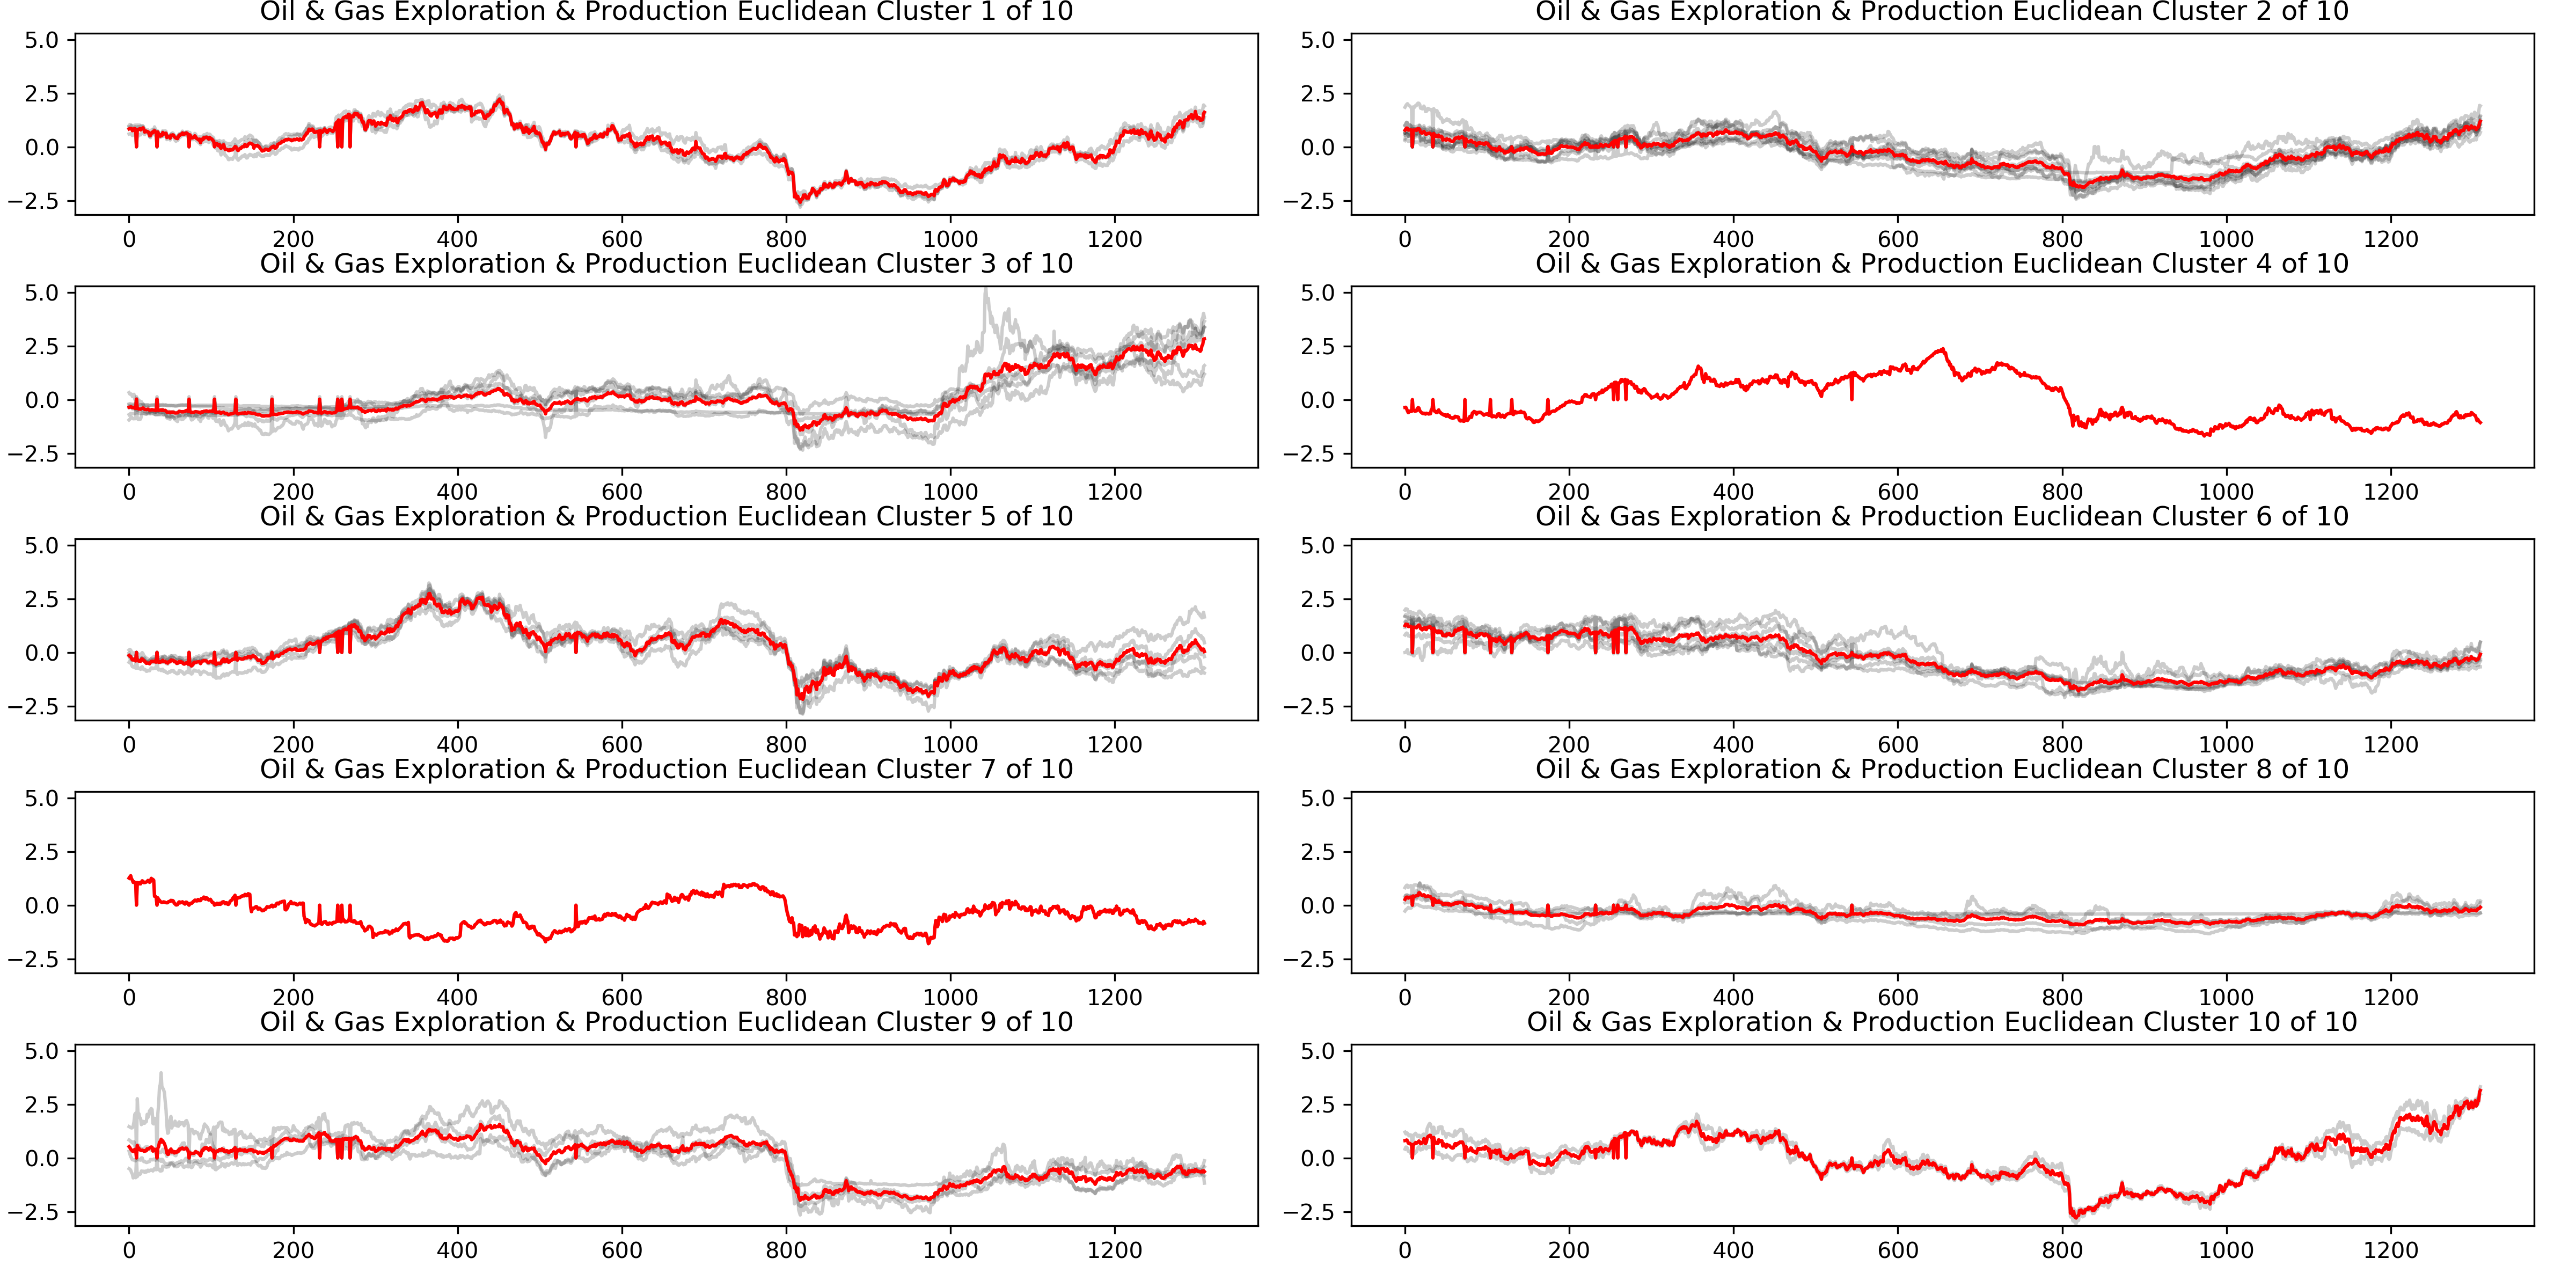 Oil & Gas Exploration & Production Euclidean Cluster 1 of 10
5.0
2.5
0.0
−2.5
0 200 400 600 800 1000 1200
Oil & Gas Exploration & Production Euclidean Cluster 2 of 10
5.0
2.5
0.0
−2.5
0 200 400 600 800 1000 1200
Oil & Gas Exploration & Production Euclidean Cluster 3 of 10
5.0
2.5
0.0
−2.5
0 200 400 600 800 1000 1200
Oil & Gas Exploration & Production Euclidean Cluster 4 of 10
5.0
2.5
0.0
−2.5
0 200 400 600 800 1000 1200
Oil & Gas Exploration & Production Euclidean Cluster 5 of 10
5.0
2.5
0.0
−2.5
0 200 400 600 800 1000 1200
Oil & Gas Exploration & Production Euclidean Cluster 6 of 10
5.0
2.5
0.0
−2.5
0 200 400 600 800 1000 1200
Oil & Gas Exploration & Production Euclidean Cluster 7 of 10
5.0
2.5
0.0
−2.5
0 200 400 600 800 1000 1200
Oil & Gas Exploration & Production Euclidean Cluster 8 of 10
5.0
2.5
0.0
−2.5
0 200 400 600 800 1000 1200
Oil & Gas Exploration & Production Euclidean Cluster 9 of 10
5.0
2.5
0.0
−2.5
0 200 400 600 800 1000 1200
Oil & Gas Exploration & Production Euclidean Cluster 10 of 10
5.0
2.5
0.0
−2.5
0 200 400 600 800 1000 1200